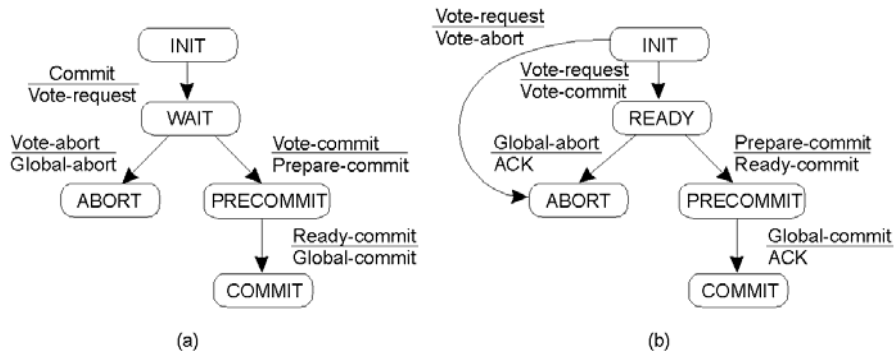 INIT
Commit
Vote-request
WAIT
Vote-abort
Global-abort
Vote-commit
Prepare-commit
ABORT
PRECOMMIT
Ready-commit
Global-commit
COMMIT
(a)
Vote-request
Vote-abort
INIT
Vote-request
Vote-commit
READY
Global-abort
ACK
Prepare-commit
Ready-commit
ABORT
PRECOMMIT
Global-commit
ACK
COMMIT
(b)